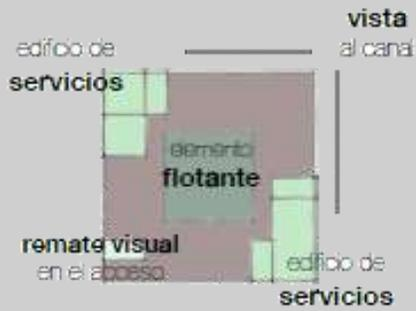 vista
al canal
edificio de
servicios
elemento
flotante
remate visual
en el acceso
edificio de
servicios